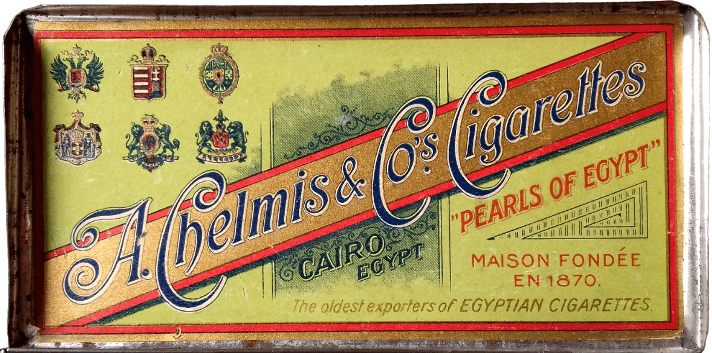 A. Chelmis & Co's. Cigarettes
"PEARLS OF EGYPT"
CAIRO.
EGYPT
MAISON FONDÉE
EN 1870.
The oldest exporters of EGYPTIAN CIGARETTES.